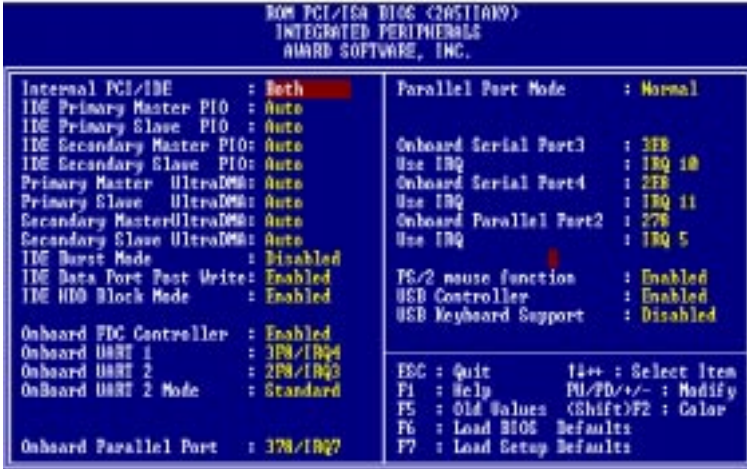 ROM PCI/ISA BIOS (2A5IIAK9)
INTEGRATED PERIPHERALS
AWARD SOFTWARE, INC.
Internal PCI/IDE : Both
IDE Primary Master PIO : Auto
IDE Primary Slave PIO : Auto
IDE Secondary Master PIO: Auto
IDE Secondary Slave PIO: Auto
Primary Master UltraDMA: Auto
Primary Slave UltraDMA: Auto
Secondary MasterUltraDMA: Auto
Secondary Slave UltraDMA: Auto
IDE Burst Mode : Disabled
IDE Data Port Post Write: Enabled
IDE HDD Block Mode : Enabled
Onboard FDC Controller : Enabled
Onboard UART 1 : 3F8/IRQ4
Onboard UART 2 : 2F8/IRQ3
OnBoard UART 2 Mode : Standard
Onboard Parallel Port : 378/IRQ7
Parallel Port Mode : Normal
Onboard Serial Port3 : 3E8
Use IRQ : IRQ 10
Onboard Serial Port4 : 2E8
Use IRQ : IRQ 11
Onboard Parallel Port2 : 278
Use IRQ : IRQ 5
PS/2 mouse function : Enabled
USB Controller : Enabled
USB Keyboard Support : Disabled
ESC : Quit ↑↓→← : Select Item
F1 : Help PU/PD/+/- : Modify
F5 : Old Values (Shift)F2 : Color
F6 : Load BIOS Defaults
F7 : Load Setup Defaults